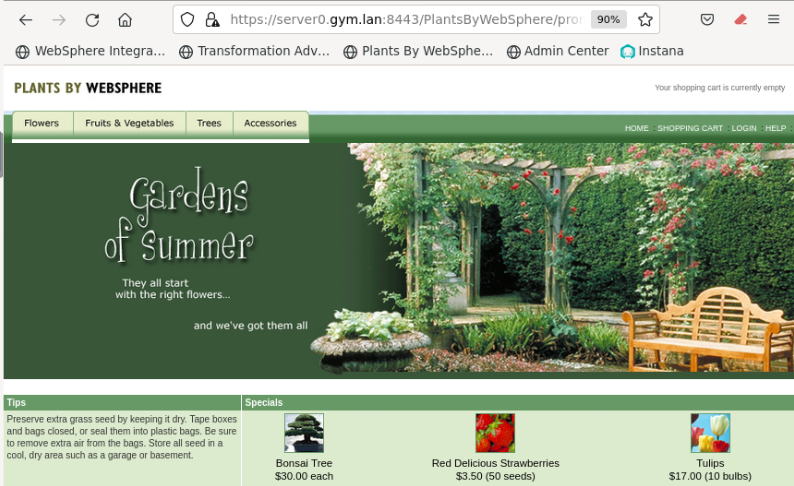 https://server0.gym.lan:8443/PlantsByWebSphere/pro
90%
WebSphere Integra… Transformation Adv… Plants By WebSphe… Admin Center Instana
PLANTS BY WEBSPHERE
Your shopping cart is currently empty
Flowers Fruits & Vegetables Trees Accessories
HOME : SHOPPING CART : LOGIN : HELP
Gardens
of Summer
They all start
with the right flowers...
and we've got them all
Tips
Preserve extra grass seed by keeping it dry. Tape boxes
and bags closed, or seal them into plastic bags. Be sure
to remove extra air from the bags. Store all seed in a
cool, dry area such as a garage or basement.
Specials
Bonsai Tree
$30.00 each
Red Delicious Strawberries
$3.50 (50 seeds)
Tulips
$17.00 (10 bulbs)